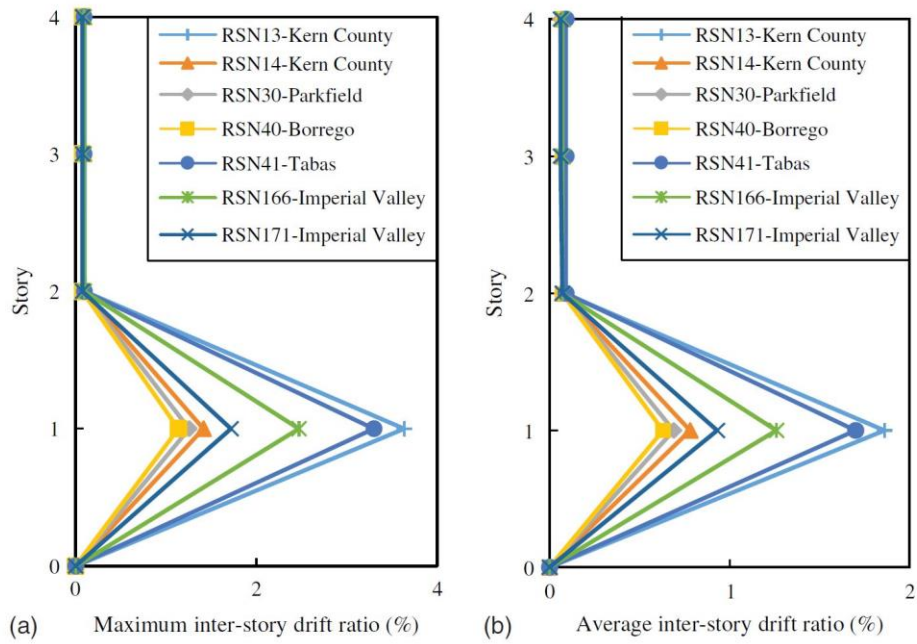 4
3
2
1
0
Story
RSN13-Kern County
RSN14-Kern County
RSN30-Parkfield
RSN40-Borrego
RSN41-Tabas
RSN166-Imperial Valley
RSN171-Imperial Valley
0 2 4
(a) Maximum inter-story drift ratio (%)
4
3
2
1
0
Story
RSN13-Kern County
RSN14-Kern County
RSN30-Parkfield
RSN40-Borrego
RSN41-Tabas
RSN166-Imperial Valley
RSN171-Imperial Valley
0 1 2
(b) Average inter-story drift ratio (%)